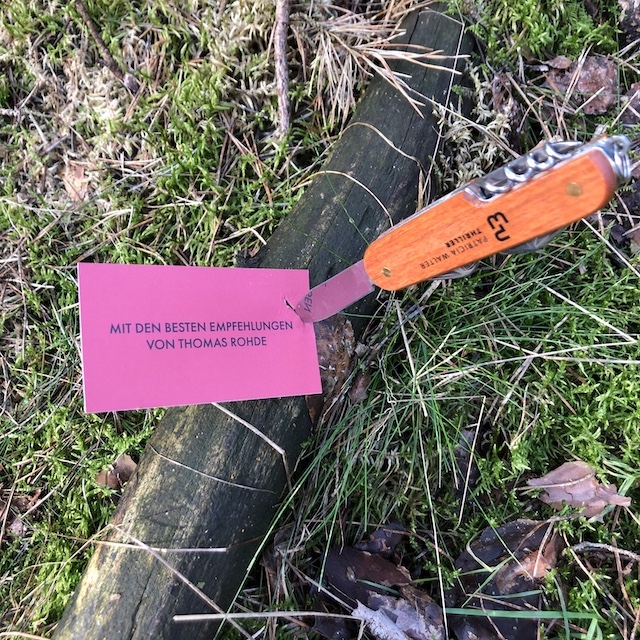 MIT DEN BESTEN EMPFEHLUNGEN
VON THOMAS ROHDE
PATRICIA WALTER
THRILLER